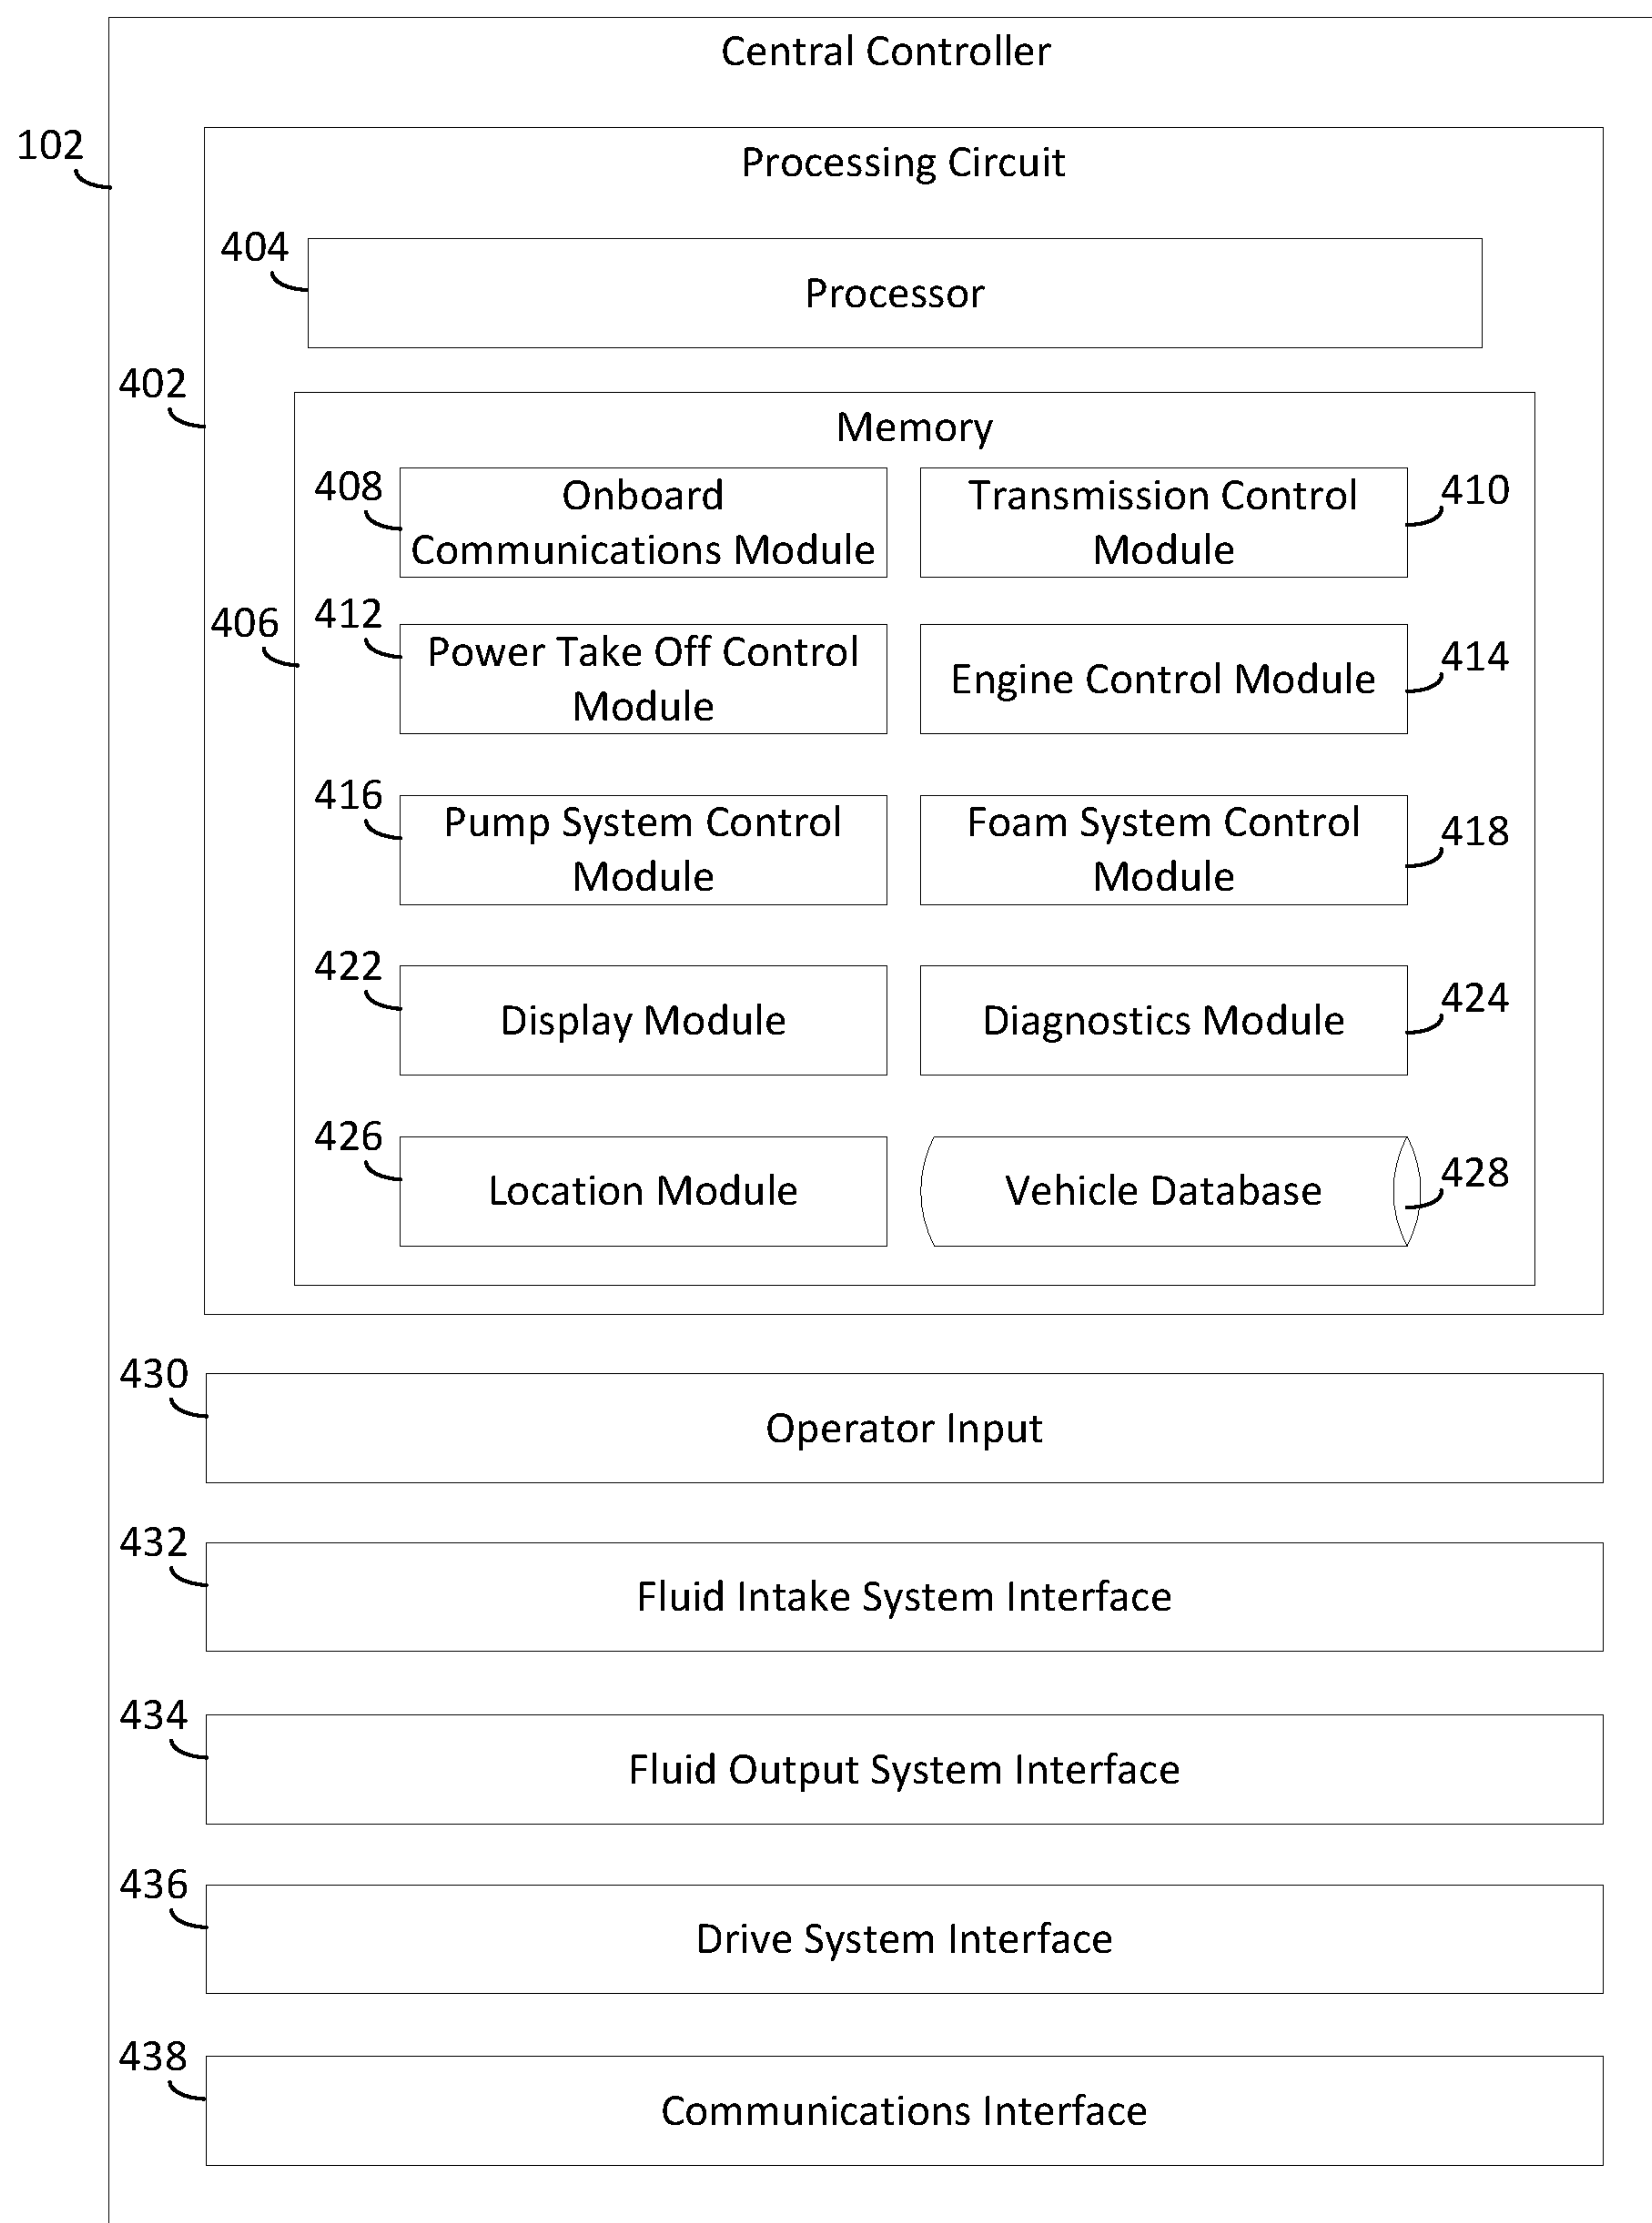 Central Controller
102
Processing Circuit
404
Processor
402
Memory
408
Onboard
Communications Module
Transmission Control
Module
410
406
412
Power Take Off Control
Module
Engine Control Module
414
416
Pump System Control
Module
Foam System Control
Module
418
422
Display Module
Diagnostics Module
424
426
Location Module
Vehicle Database
428
430
Operator Input
432
Fluid Intake System Interface
434
Fluid Output System Interface
436
Drive System Interface
438
Communications Interface